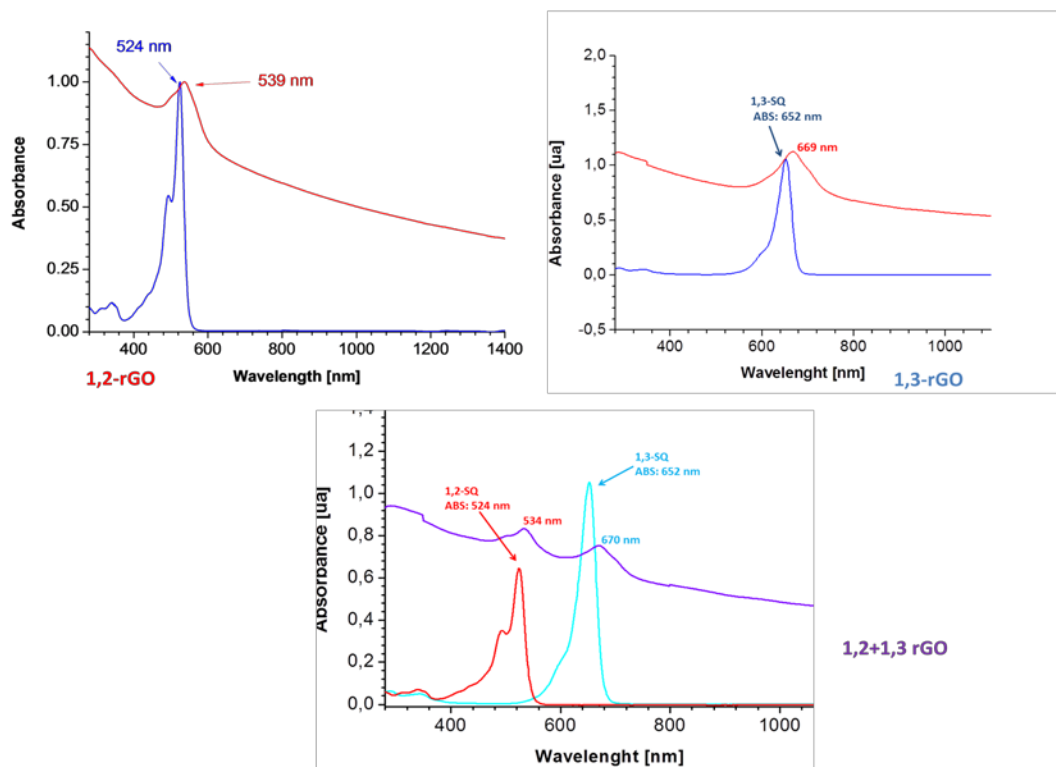 524 nm
539 nm
1.00
0.75
0.50
0.25
0.00
Absorbance
400 600 800 1000 1200 1400
Wavelength [nm]
1,2-rGO
2,0
1,5
1,0
0,5
0,0
-0,5
Absorbance [ua]
1,3-SQ
ABS: 652 nm
669 nm
400 600 800 1000
Wavelenght [nm]
1,3-rGO
1,4
1,2
1,0
0,8
0,6
0,4
0,2
0,0
Absorbance [ua]
1,2-SQ
ABS: 524 nm
534 nm
1,3-SQ
ABS: 652 nm
670 nm
400 600 800 1000
Wavelenght [nm]
1,2+1,3 rGO